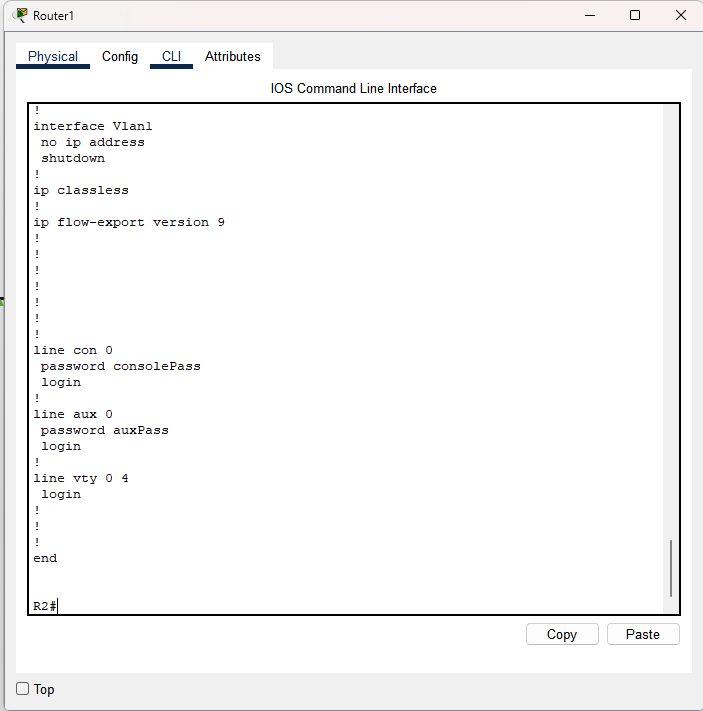 Router1
Physical Config CLI Attributes
IOS Command Line Interface
!
interface Vlan1
no ip address
shutdown
!
ip classless
!
ip flow-export version 9
!
!
!
!
!
!
!
line con 0
password consolePass
login
!
line aux 0
password auxPass
login
!
line vty 0 4
login
!
!
!
end
R2#
Copy Paste
Top